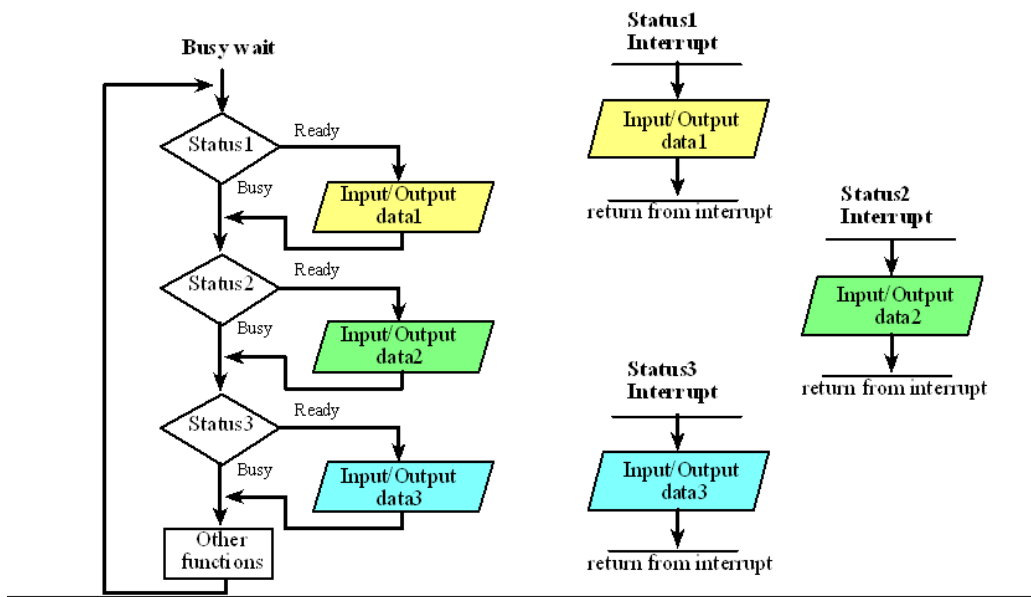 Busy wait
Status1
Ready
Busy
Input/Output
data1
Status2
Ready
Busy
Input/Output
data2
Status3
Ready
Busy
Input/Output
data3
Other
functions
Status1
Interrupt
Input/Output
data1
return from interrupt
Status2
Interrupt
Input/Output
data2
return from interrupt
Status3
Interrupt
Input/Output
data3
return from interrupt